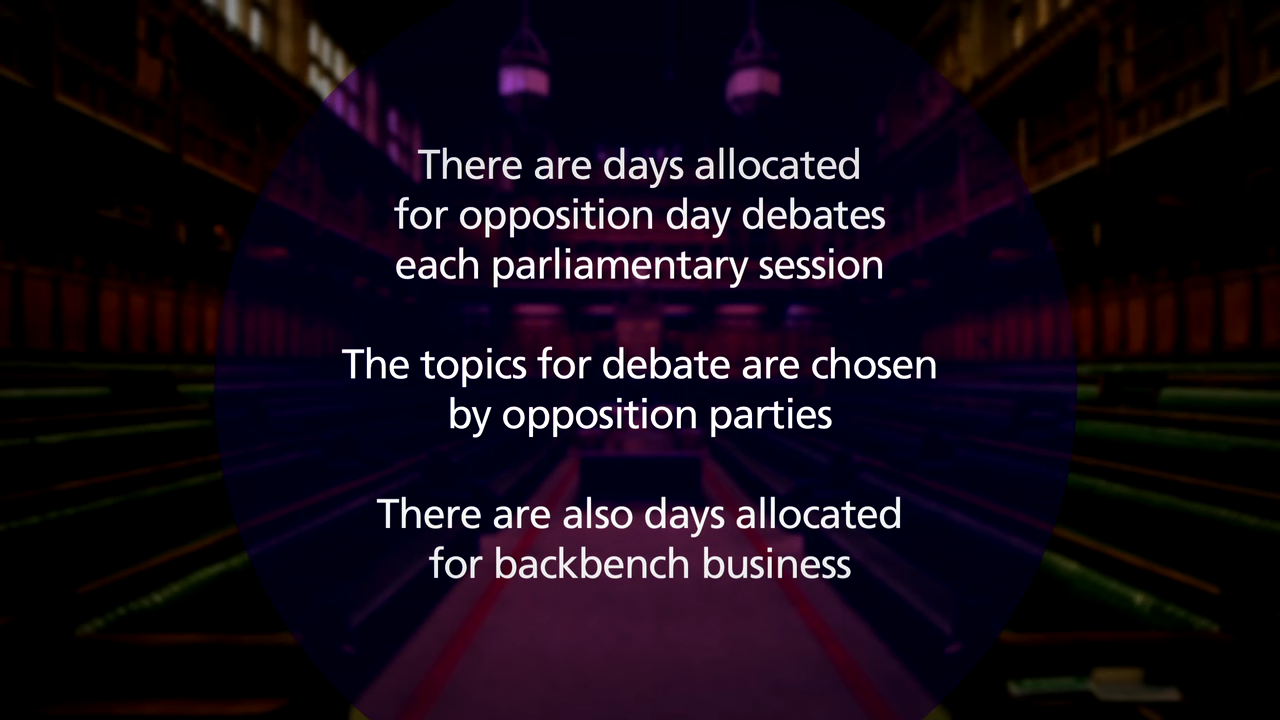 There are days allocated
for opposition day debates
each parliamentary session
The topics for debate are chosen
by opposition parties
There are also days allocated
for backbench business